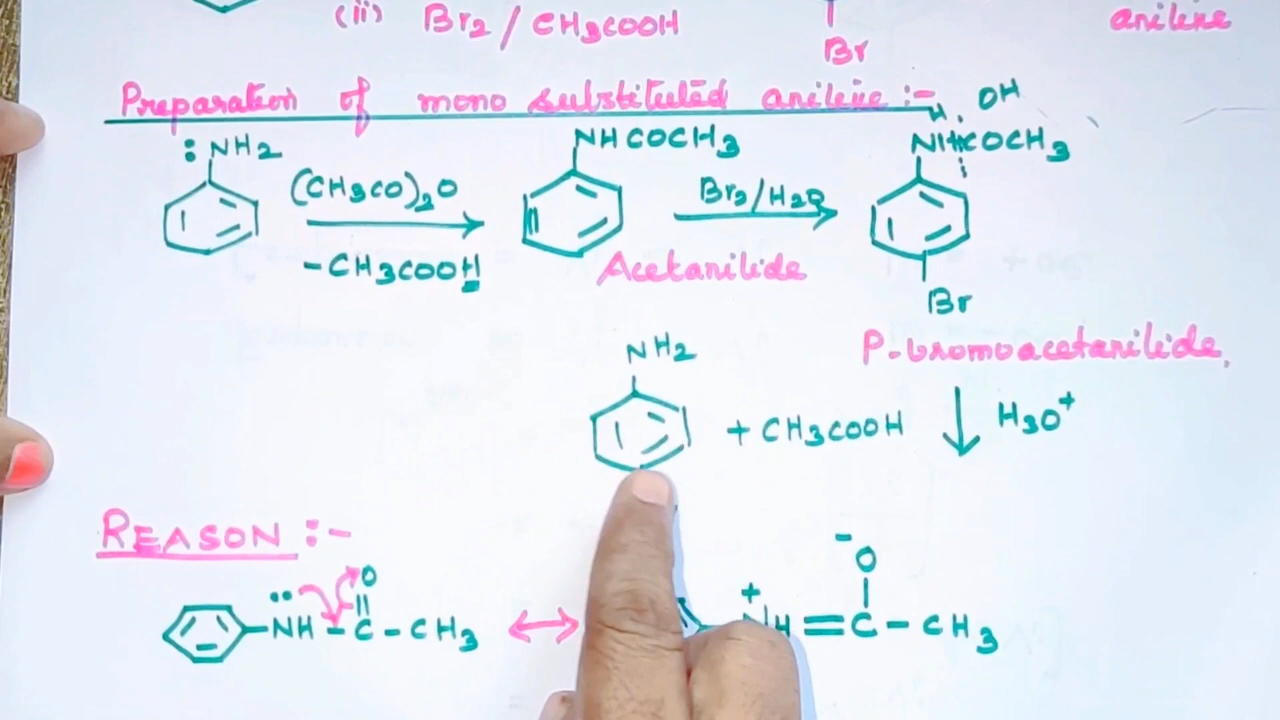 (ii) Br2 / CH3COOH
Br
aniline
Preparation of mono substituted aniline :-
:NH2
(CH3CO)2O
-CH3COOH
NHCOCH3
Acetanilide
Br2/H2O
H OH
NHCOCH3
Br
P-bromoacetanilide.
H3O+
NH2
+ CH3COOH
REASON :-
NH - C - CH3
O
+
NH = C - CH3
- O